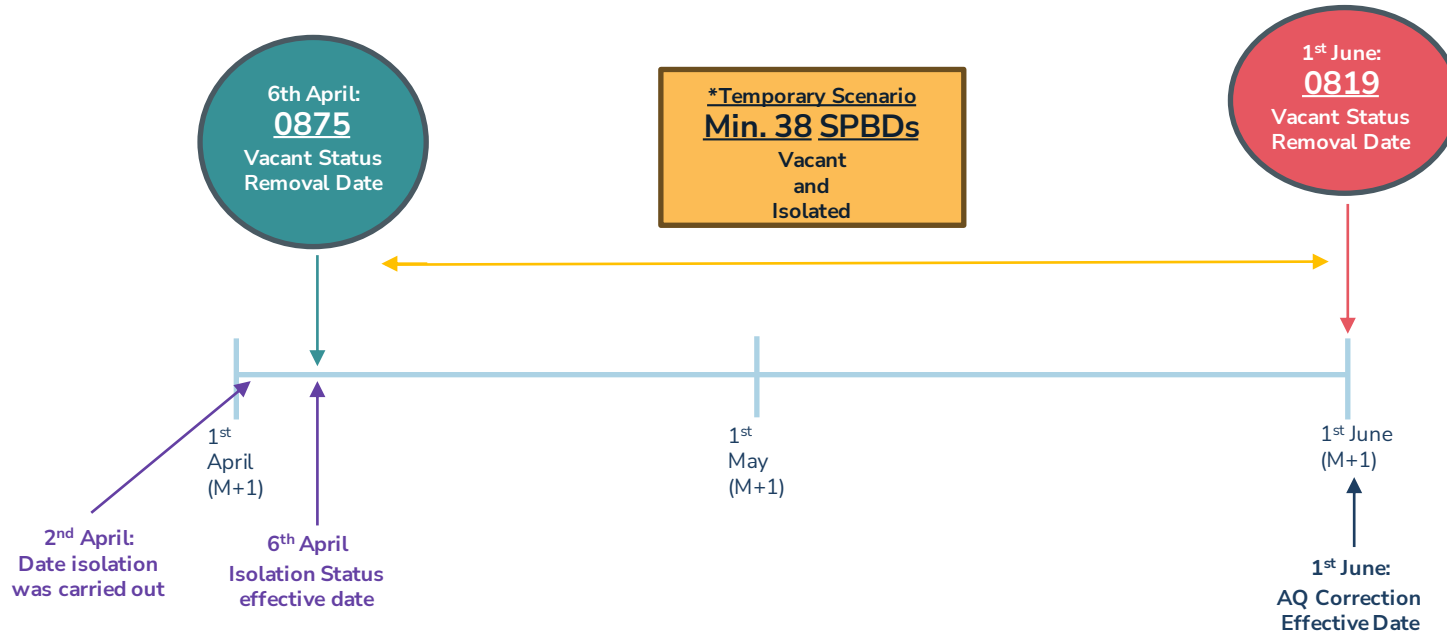 6th April:
0875
Vacant Status
Removal Date
*Temporary Scenario
Min. 38 SPBDs
Vacant
and
Isolated
1st June:
0819
Vacant Status
Removal Date
1st
April
(M+1)
1st
May
(M+1)
1st June
(M+1)
2nd April:
Date isolation
was carried out
6th April
Isolation Status
effective date
1st June:
AQ Correction
Effective Date